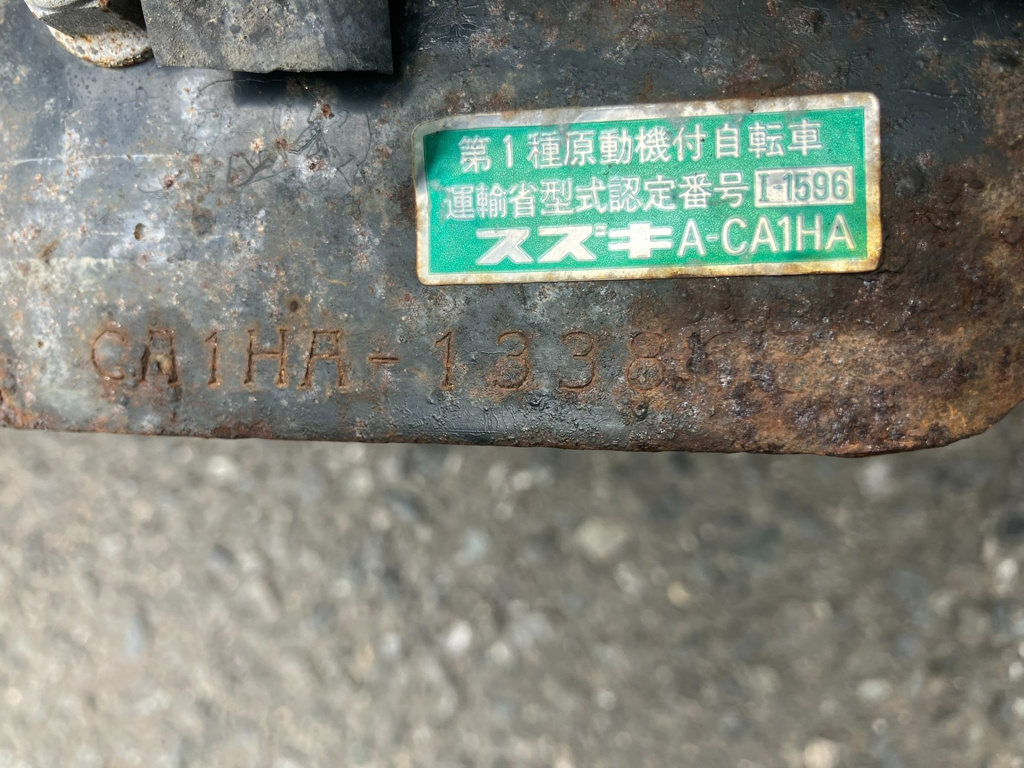 第1種原動機付自転車
運輸省型式認定番号 I-1596
スズキ A-CA1HA
CA1HA-1338